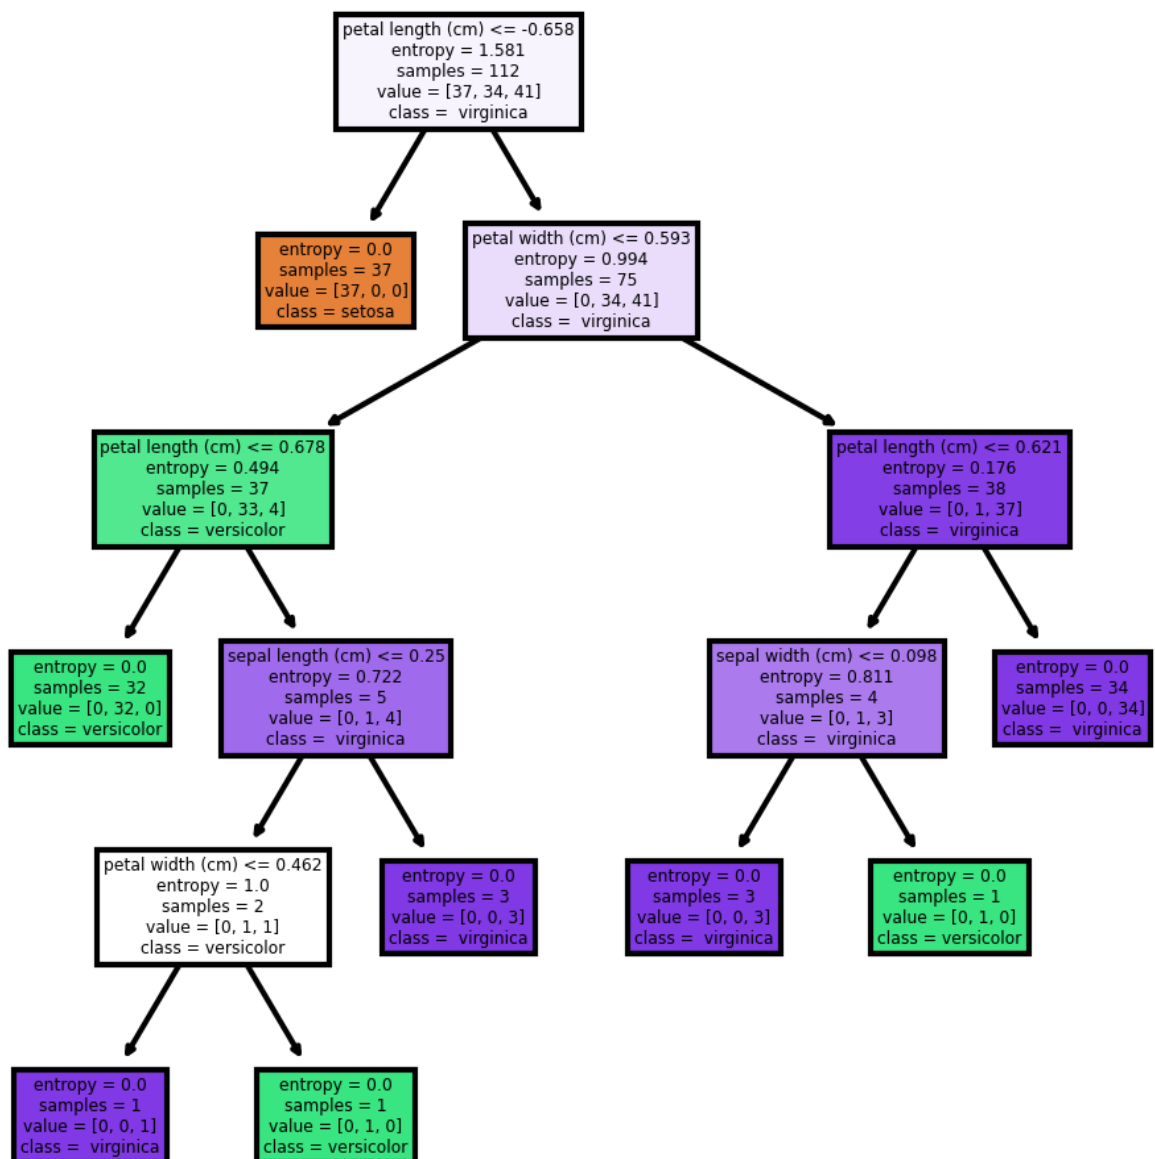 petal length (cm) <= -0.658
entropy = 1.581
samples = 112
value = [37, 34, 41]
class =  virginica
entropy = 0.0
samples = 37
value = [37, 0, 0]
class = setosa
petal width (cm) <= 0.593
entropy = 0.994
samples = 75
value = [0, 34, 41]
class =  virginica
petal length (cm) <= 0.678
entropy = 0.494
samples = 37
value = [0, 33, 4]
class = versicolor
petal length (cm) <= 0.621
entropy = 0.176
samples = 38
value = [0, 1, 37]
class =  virginica
entropy = 0.0
samples = 32
value = [0, 32, 0]
class = versicolor
sepal length (cm) <= 0.25
entropy = 0.722
samples = 5
value = [0, 1, 4]
class =  virginica
sepal width (cm) <= 0.098
entropy = 0.811
samples = 4
value = [0, 1, 3]
class =  virginica
entropy = 0.0
samples = 34
value = [0, 0, 34]
class =  virginica
petal width (cm) <= 0.462
entropy = 1.0
samples = 2
value = [0, 1, 1]
class = versicolor
entropy = 0.0
samples = 3
value = [0, 0, 3]
class =  virginica
entropy = 0.0
samples = 3
value = [0, 0, 3]
class =  virginica
entropy = 0.0
samples = 1
value = [0, 1, 0]
class = versicolor
entropy = 0.0
samples = 1
value = [0, 0, 1]
class =  virginica
entropy = 0.0
samples = 1
value = [0, 1, 0]
class = versicolor